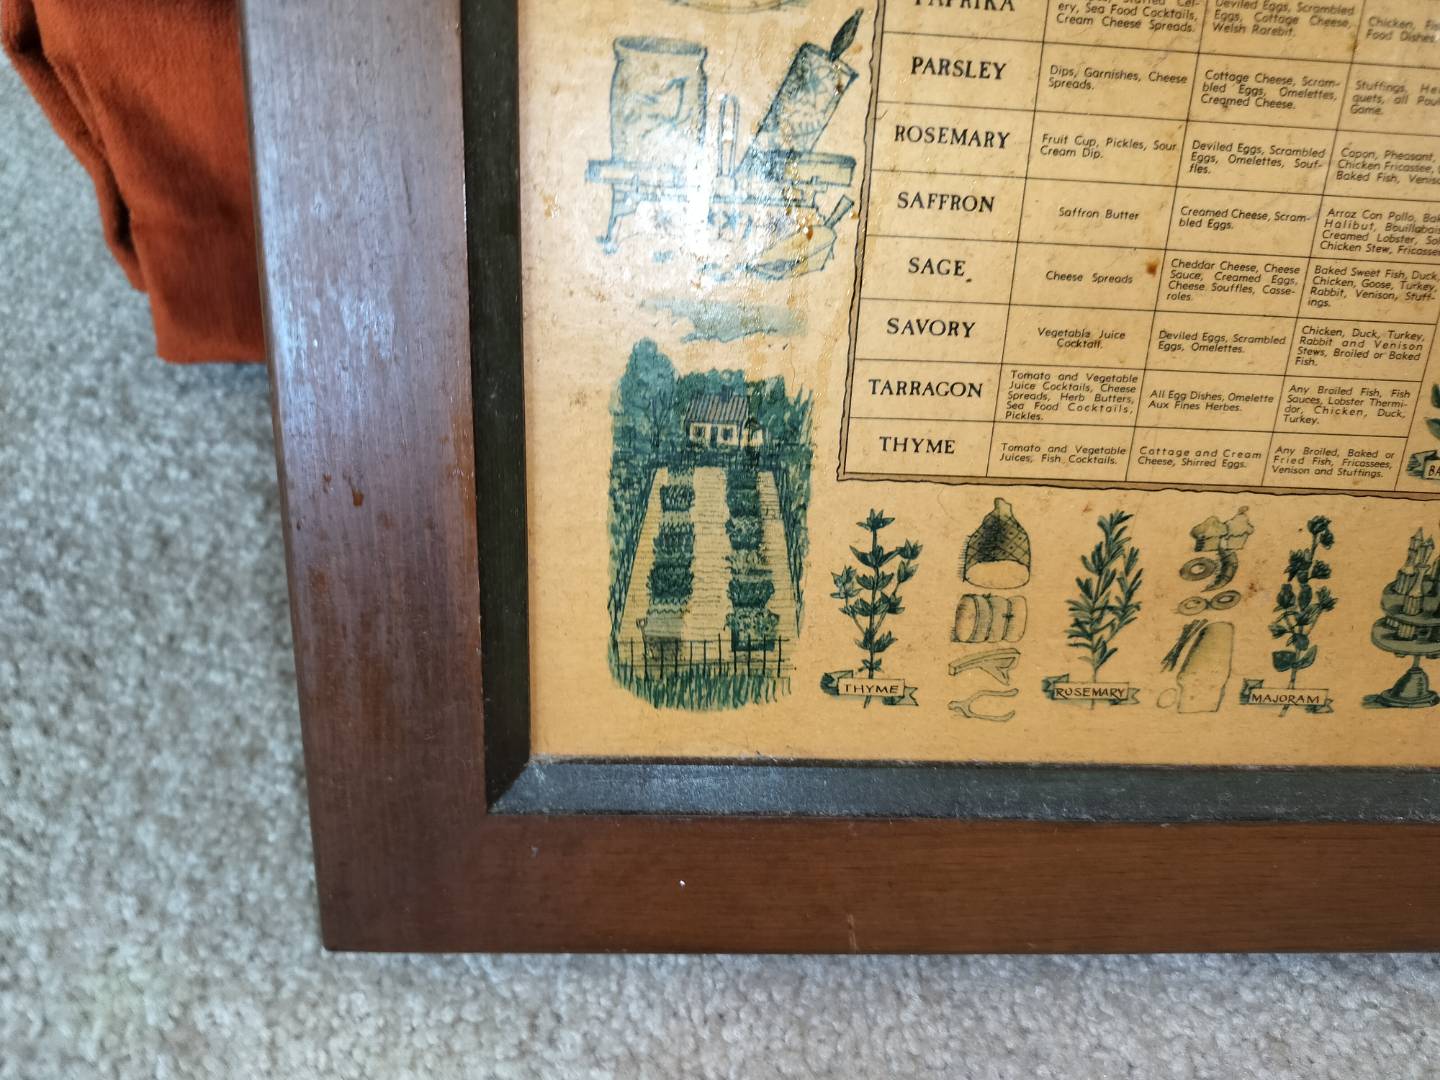 PAPRIKA
ery, Sea Food Cocktails,
Cream Cheese Spreads.
Deviled Eggs, Scrambled
Eggs, Cottage Cheese,
Welsh Rarebit.
Chicken,
Food Dishes
PARSLEY
Dips, Garnishes, Cheese
Spreads.
Cottage Cheese, Scram-
bled Eggs, Omelettes,
Creamed Cheese.
Stuffings,
quets, all
Game.
ROSEMARY
Fruit Cup, Pickles, Sour
Cream Dip.
Deviled Eggs, Scrambled
Eggs, Omelettes, Souf-
fles.
Capon, Pheasant,
Chicken Fricassee,
Baked Fish,
SAFFRON
Saffron Butter
Creamed Cheese, Scram-
bled Eggs.
Arroz Con Pollo,
Halibut,
Creamed Lobster,
Chicken Stew,
SAGE
Cheese Spreads
Cheddar Cheese, Cheese
Sauce, Creamed Eggs,
Cheese Souffles, Casse-
roles.
Baked Sweet Fish, Duck,
Chicken, Goose, Turkey,
Rabbit, Venison, Stuff-
ings.
SAVORY
Vegetable Juice
Cocktail.
Deviled Eggs, Scrambled
Eggs, Omelettes.
Chicken, Duck, Turkey,
Rabbit and Venison
Stews, Broiled or Baked
Fish.
TARRAGON
Tomato and Vegetable
Juice Cocktails, Cheese
Spreads, Herb Butters,
Sea Food Cocktails,
Pickles.
All Egg Dishes, Omelette
Aux Fines Herbes.
Any Broiled Fish, Fish
Sauces, Lobster Thermi-
dor, Chicken, Duck,
Turkey.
THYME
Tomato and Vegetable
Juices, Fish Cocktails.
Cottage and Cream
Cheese, Shirred Eggs.
Any Broiled, Baked or
Fried Fish, Fricassees,
Venison and Stuffings.
THYME
ROSEMARY
MAJORAM